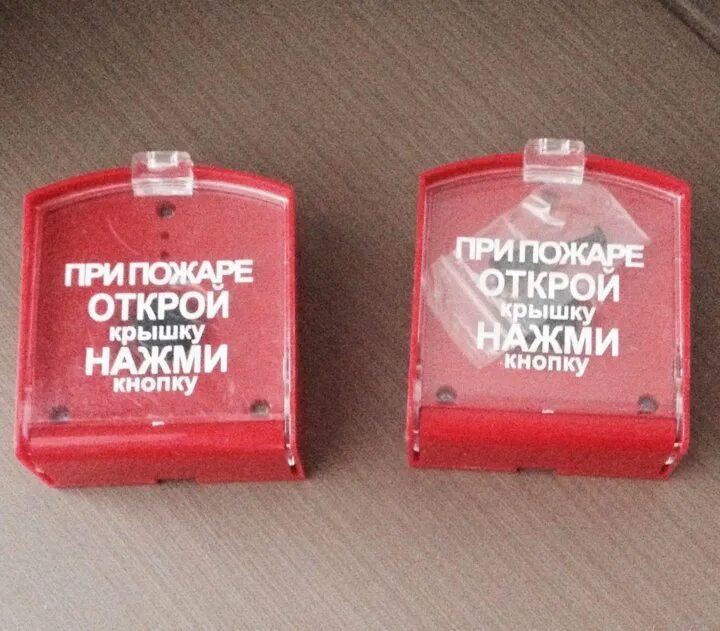 ПРИ ПОЖАРЕ
ОТКРОЙ
крышку
НАЖМИ
кнопку
ПРИ ПОЖАРЕ
ОТКРОЙ
крышку
НАЖМИ
кнопку